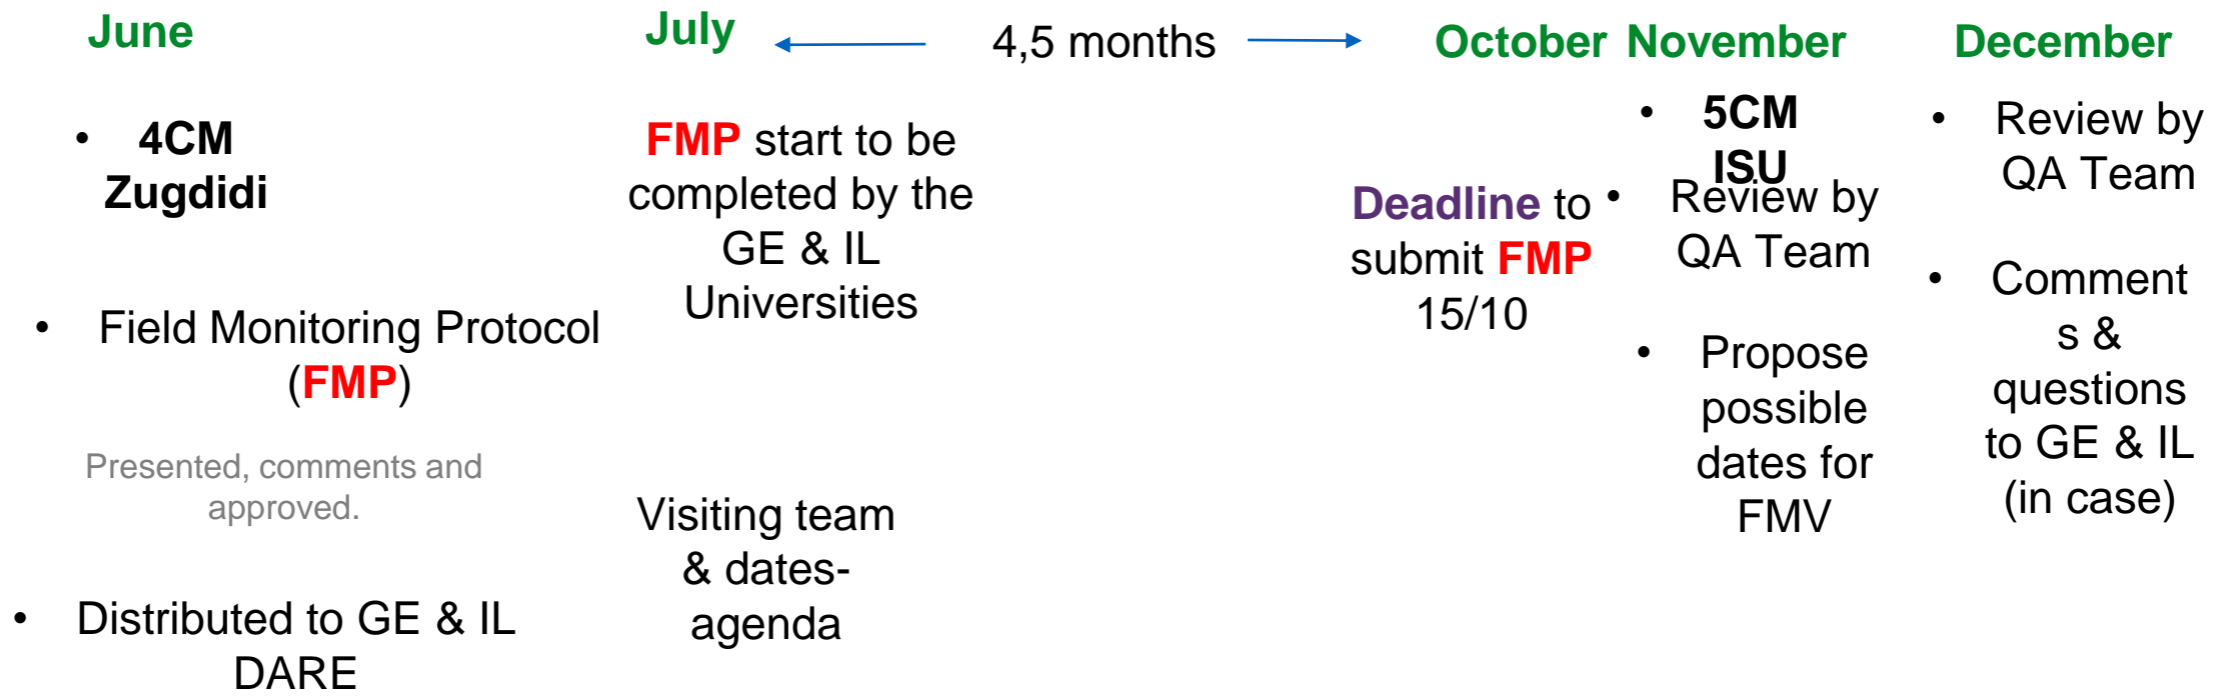 June
• 4CM
Zugdidi
• Field Monitoring Protocol
(FMP)
Presented, comments and
approved.
• Distributed to GE & IL
DARE
July
4,5 months
FMP start to be
completed by the
GE & IL
Universities
Visiting team
& dates-
agenda
October
Deadline to
submit FMP
15/10
November
• 5CM
ISU
• Review by
QA Team
• Propose
possible
dates for
FMV
December
• Review by
QA Team
• Comment
s &
questions
to GE & IL
(in case)